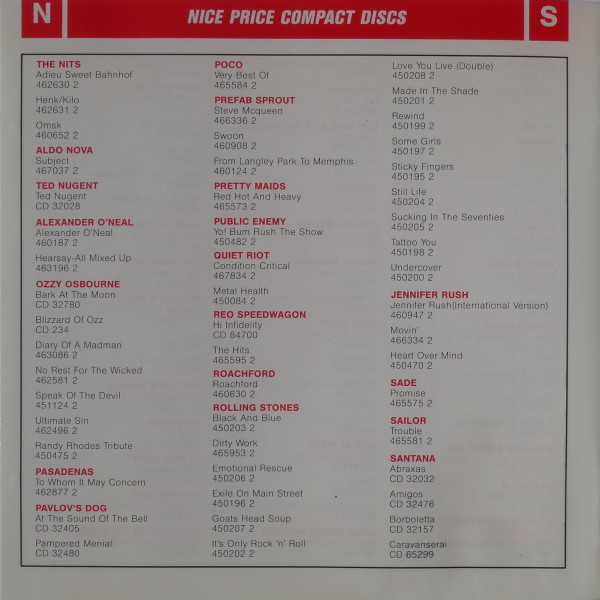 N
NICE PRICE COMPACT DISCS
S
THE NITS
Adieu Sweet Bahnhof
462630 2
Henk/Kilo
462631 2
Omsk
460652 2
ALDO NOVA
Subject
467037 2
TED NUGENT
Ted Nugent
CD 32028
ALEXANDER O'NEAL
Alexander O'Neal
460187 2
Hearsay-All Mixed Up
463196 2
OZZY OSBOURNE
Bark At The Moon
CD 32780
Blizzard Of Ozz
CD 234
Diary Of A Madman
463086 2
No Rest For The Wicked
462581 2
Speak Of The Devil
451124 2
Ultimate Sin
462496 2
Randy Rhodes Tribute
450475 2
PASADENAS
To Whom It May Concern
462877 2
PAVLOV'S DOG
At The Sound Of The Bell
CD 32405
Pampered Menial
CD 32480
POCO
Very Best Of
465584 2
PREFAB SPROUT
Steve Mcqueen
466336 2
Swoon
460908 2
From Langley Park To Memphis
460124 2
PRETTY MAIDS
Red Hot And Heavy
465573 2
PUBLIC ENEMY
Yo! Bum Rush The Show
450482 2
QUIET RIOT
Condition Critical
467834 2
Metal Health
450084 2
REO SPEEDWAGON
Hi Infidelity
CD 84700
The Hits
465595 2
ROACHFORD
Roachford
460630 2
ROLLING STONES
Black And Blue
450203 2
Dirty Work
465953 2
Emotional Rescue
450206 2
Exile On Main Street
450196 2
Goats Head Soup
450207 2
It's Only Rock 'n' Roll
450202 2
Love You Live (Double)
450208 2
Made In The Shade
450201 2
Rewind
450199 2
Some Girls
450197 2
Sticky Fingers
450195 2
Still Life
450204 2
Sucking In The Seventies
450205 2
Tattoo You
450198 2
Undercover
450200 2
JENNIFER RUSH
Jennifer Rush(International Version)
460947 2
Movin'
466334 2
Heart Over Mind
450470 2
SADE
Promise
465575 2
SAILOR
Trouble
465581 2
SANTANA
Abraxas
CD 32032
Amigos
CD 32476
Borboletta
CD 32157
Caravanserai
CD 65299